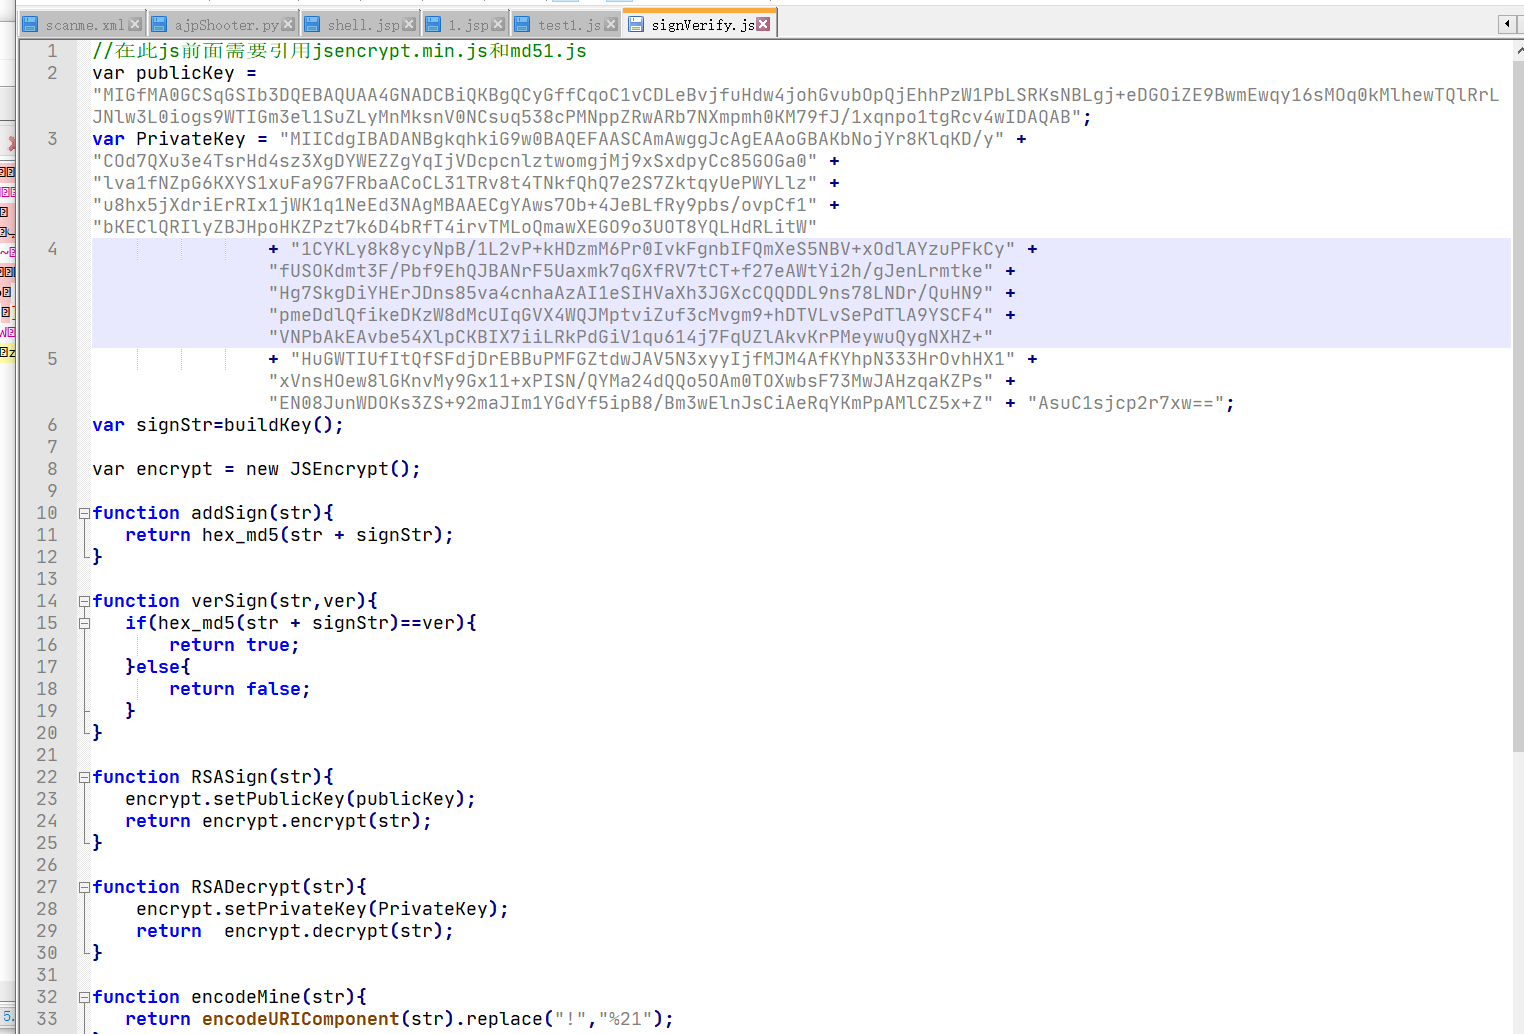 scanme.xml ajpShooter.py shell.jsp 1.jsp test1.js signVerify.js
1 //在此js前面需要引用jsencrypt.min.js和md51.js
2 var publicKey =
"MIGfMA0GCSqGSIb3DQEBAQUAA4GNADCBiQKBgQCyGffCqoC1vCDLeBvjfuHdw4johGvubOpQjEhhPzW1PbLSRKsNBLgj+eDGOiZE9BwmEwqy16sMOq0kMlhewTQlRrL
JNlw3L0iogs9WTIGm3el1SuZLyMnMksnV0NCsuq538cPMNppZRwARb7NXmpmh0KM79fJ/1xqnpo1tgRcv4wIDAQAB";
3 var PrivateKey = "MIICdgIBADANBgkqhkiG9w0BAQEFAASCAmAwggJcAgEAAoGBAKbNojYr8KlqKD/y" +
"COd7QXu3e4TsrHd4sz3XgDYWEZZgYqIjVDcpcnlztwomgjMj9xSxdpyCc85GOGa0" +
"lva1fNZpG6KXYS1xuFa9G7FRbaACoCL31TRv8t4TNkfQhQ7e2S7ZktqyUePWYLlz" +
"u8hx5jXdriErRIx1jWK1q1NeEd3NAgMBAAECgYAws7Ob+4JeBLfRy9pbs/ovpCf1" +
"bKEClQRIlyZBJHpoHKZPzt7k6D4bRfT4irvTMLoQmawXEGO9o3UOT8YQLHdRLitW"
4 + "1CYKLy8k8ycyNpB/1L2vP+kHDzmM6Pr0IvkFgnbIFQmXeS5NBV+xOdlAYzuPFkCy" +
"fUSOKdmt3F/Pbf9EhQJBANrF5Uaxmk7qGXfRV7tCT+f27eAWtYi2h/gJenLrmtke" +
"Hg7SkgDiYHErJDns85va4cnhaAzAI1eSIHVaXh3JGXcCQQDDL9ns78LNDr/QuHN9" +
"pmeDdlQfikeDKzW8dMcUIqGVX4WQJMptviZuf3cMvgm9+hDTVLvSePdTlA9YSCF4" +
"VNPbAkEAvbe54XlpCKBIX7iiLRkPdGiV1qu614j7FqUZlAkvKrPMeywuQygNXHZ+"
5 + "HuGWTIUfItQfSFdjDrEBBuPMFGZtdwJAV5N3xyyIjfMJM4AfKYhpN333HrOvhHX1" +
"xVnsHOew8lGKnvMy9Gx11+xPISN/QYMa24dQQo5OAm0TOXwbsF73MwJAHzqaKZPs" +
"EN08JunWDOKs3ZS+92maJIm1YGdYf5ipB8/Bm3wElnJsCiAeRqYKmPpAMlCZ5x+Z" + "AsuC1sjcp2r7xw==";
6 var signStr=buildKey();
7
8 var encrypt = new JSEncrypt();
9
10 function addSign(str){
11 return hex_md5(str + signStr);
12 }
13
14 function verSign(str,ver){
15 if(hex_md5(str + signStr)==ver){
16 return true;
17 }else{
18 return false;
19 }
20 }
21
22 function RSASign(str){
23 encrypt.setPublicKey(publicKey);
24 return encrypt.encrypt(str);
25 }
26
27 function RSADecrypt(str){
28 encrypt.setPrivateKey(PrivateKey);
29 return encrypt.decrypt(str);
30 }
31
32 function encodeMine(str){
33 return encodeURIComponent(str).replace("!","%21");